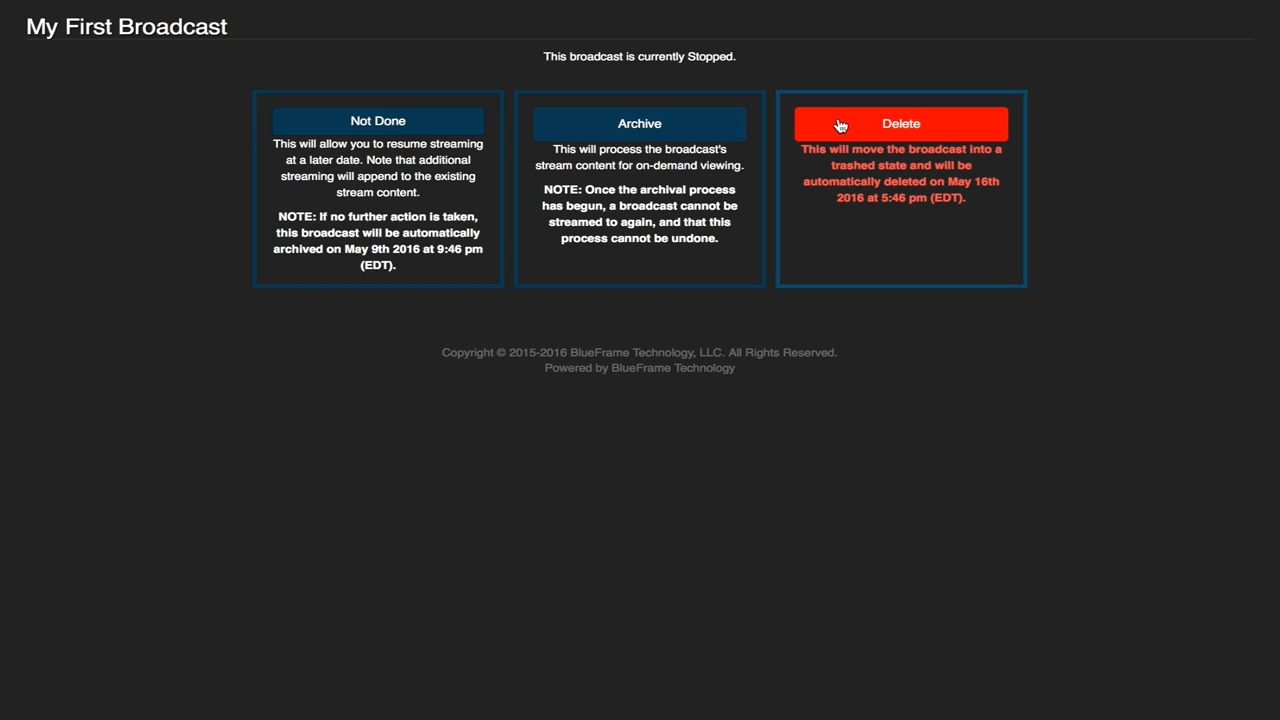 My First Broadcast
This broadcast is currently Stopped.
Not Done
This will allow you to resume streaming
at a later date. Note that additional
streaming will append to the existing
stream content.
NOTE: If no further action is taken,
this broadcast will be automatically
archived on May 9th 2016 at 9:46 pm
(EDT).
Archive
This will process the broadcast's
stream content for on-demand viewing.
NOTE: Once the archival process
has begun, a broadcast cannot be
streamed to again, and that this
process cannot be undone.
Delete
This will move the broadcast into a
trashed state and will be
automatically deleted on May 16th
2016 at 5:46 pm (EDT).
Copyright © 2015-2016 BlueFrame Technology, LLC. All Rights Reserved.
Powered by BlueFrame Technology